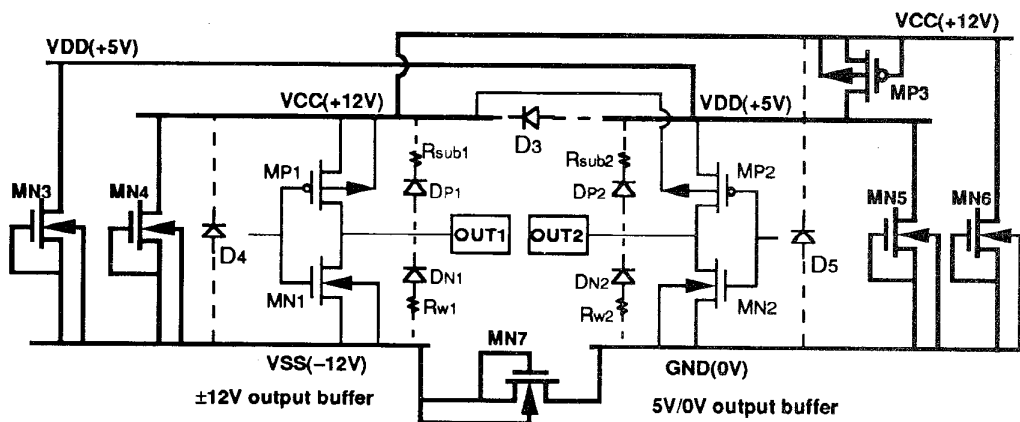 VCC(+12V)
VDD(+5V)
MP3
VCC(+12V)
VDD(+5V)
D3
Rsub1
Rsub2
MN3
MN4
MP1
DP1
DP2
MP2
MN5
MN6
D4
OUT1
OUT2
D5
MN1
DN1
DN2
MN2
Rw1
Rw2
MN7
VSS(−12V)
GND(0V)
±12V output buffer
5V/0V output buffer